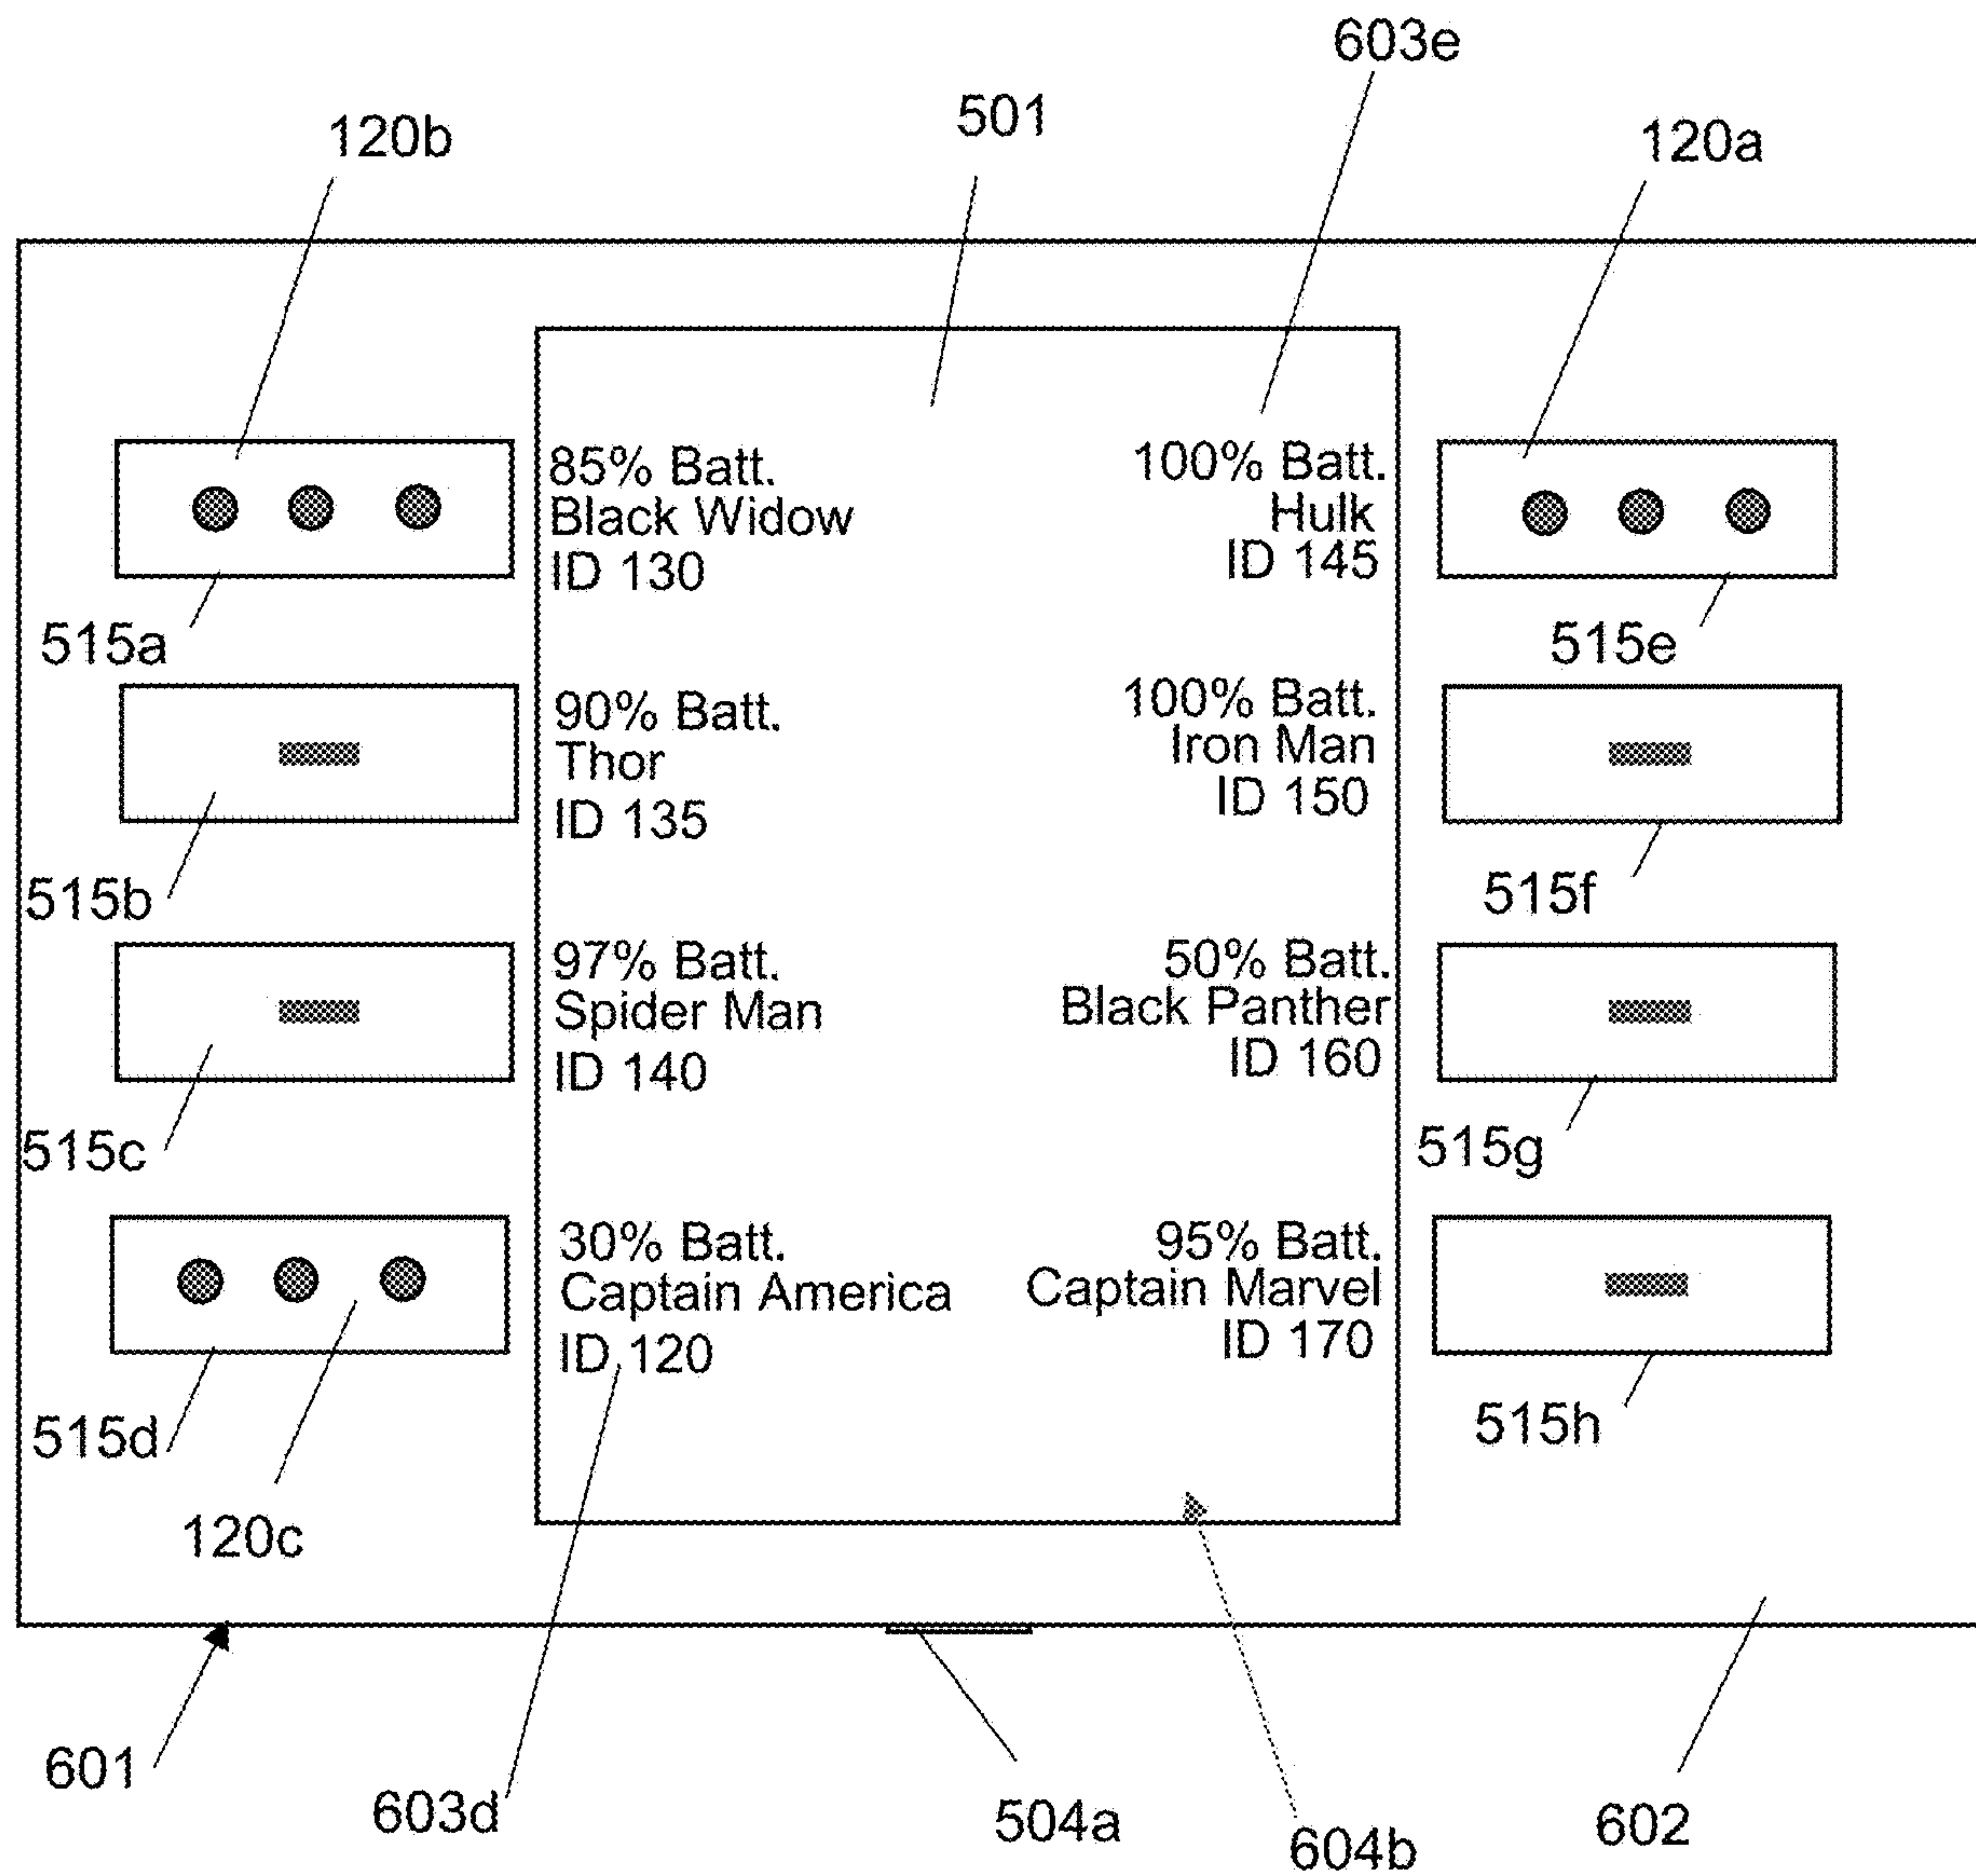 603e
501
120b
120a
85% Batt.
Black Widow
ID 130
100% Batt.
Hulk
ID 145
515a
515e
90% Batt.
Thor
ID 135
100% Batt.
Iron Man
ID 150
515b
515f
97% Batt.
Spider Man
ID 140
50% Batt.
Black Panther
ID 160
515c
515g
30% Batt.
Captain America
ID 120
95% Batt.
Captain Marvel
ID 170
515d
515h
120c
601
603d
504a
604b
602